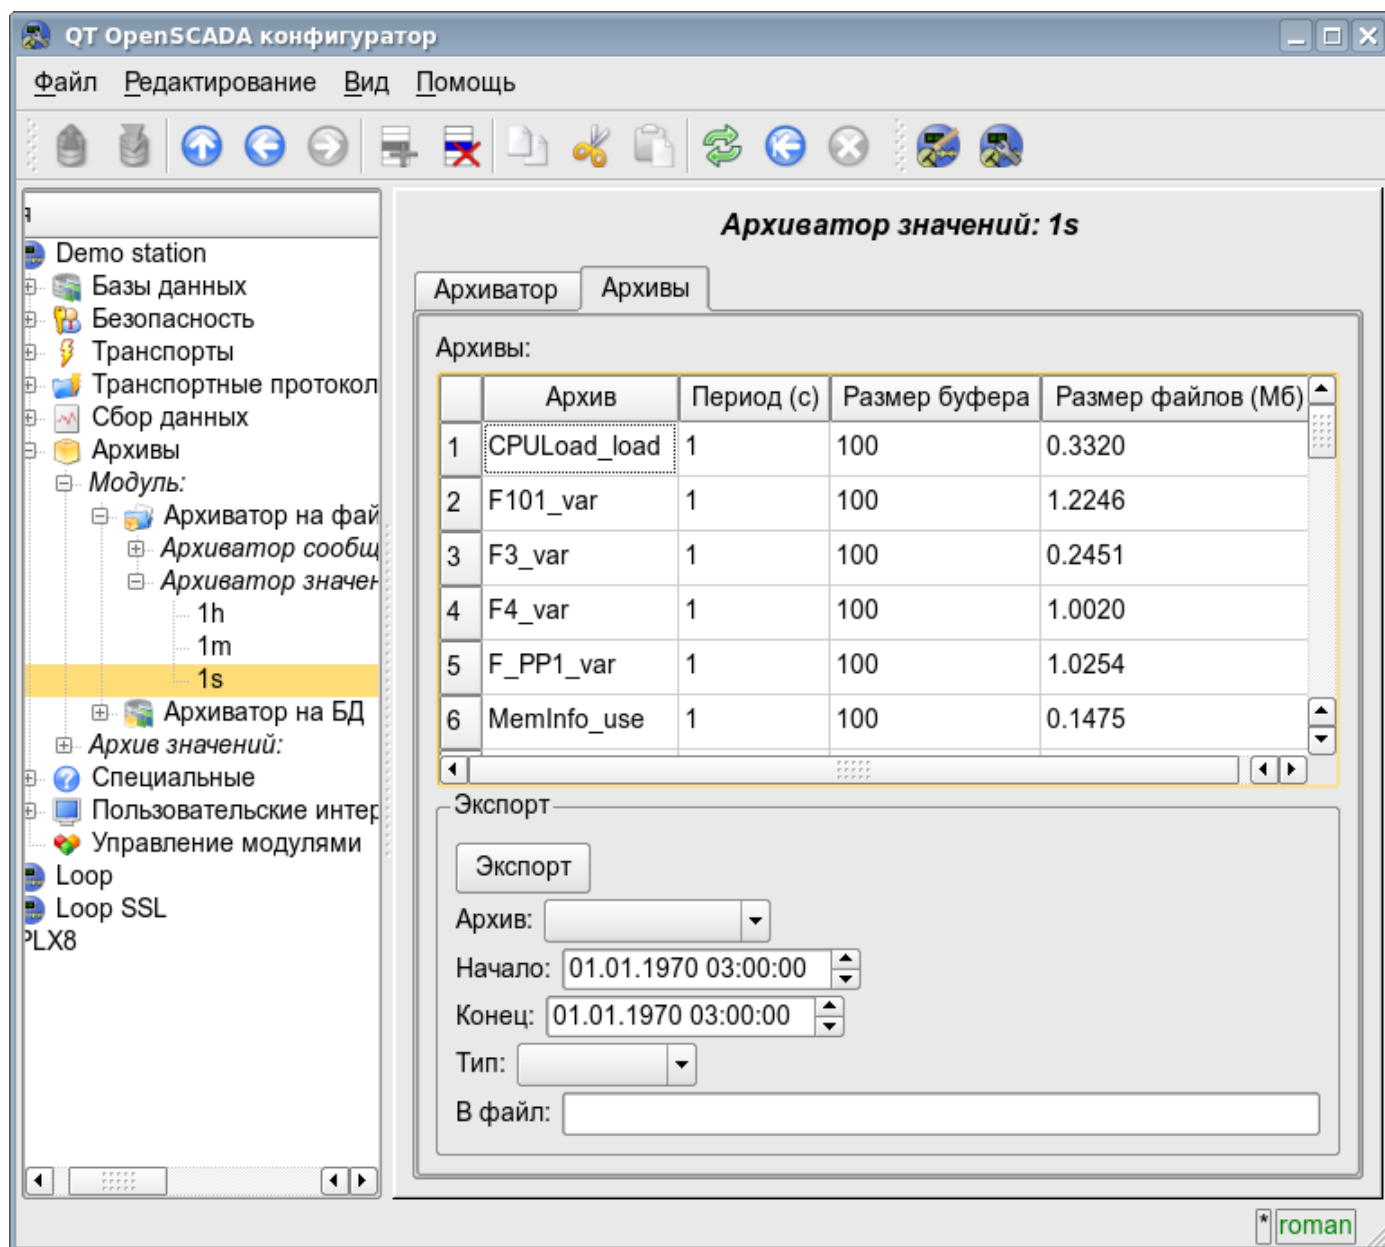 QT OpenSCADA конфигуратор
Файл Редактирование Вид Помощь
я
Demo station
Базы данных
Безопасность
Транспорты
Транспортные протокол
Сбор данных
Архивы
Модуль:
Архиватор на фай
Архиватор сообщ
Архиватор значен
1h
1m
1s
Архиватор на БД
Архив значений:
Специальные
Пользовательские интер
Управление модулями
Loop
Loop SSL
PLX8
Архиватор значений: 1s
Архиватор Архивы
Архивы:
Архив Период (с) Размер буфера Размер файлов (Мб)
1 CPULoad_load 1 100 0.3320
2 F101_var 1 100 1.2246
3 F3_var 1 100 0.2451
4 F4_var 1 100 1.0020
5 F_PP1_var 1 100 1.0254
6 MemInfo_use 1 100 0.1475
Экспорт
Экспорт
Архив:
Начало: 01.01.1970 03:00:00
Конец: 01.01.1970 03:00:00
Тип:
В файл:
* roman